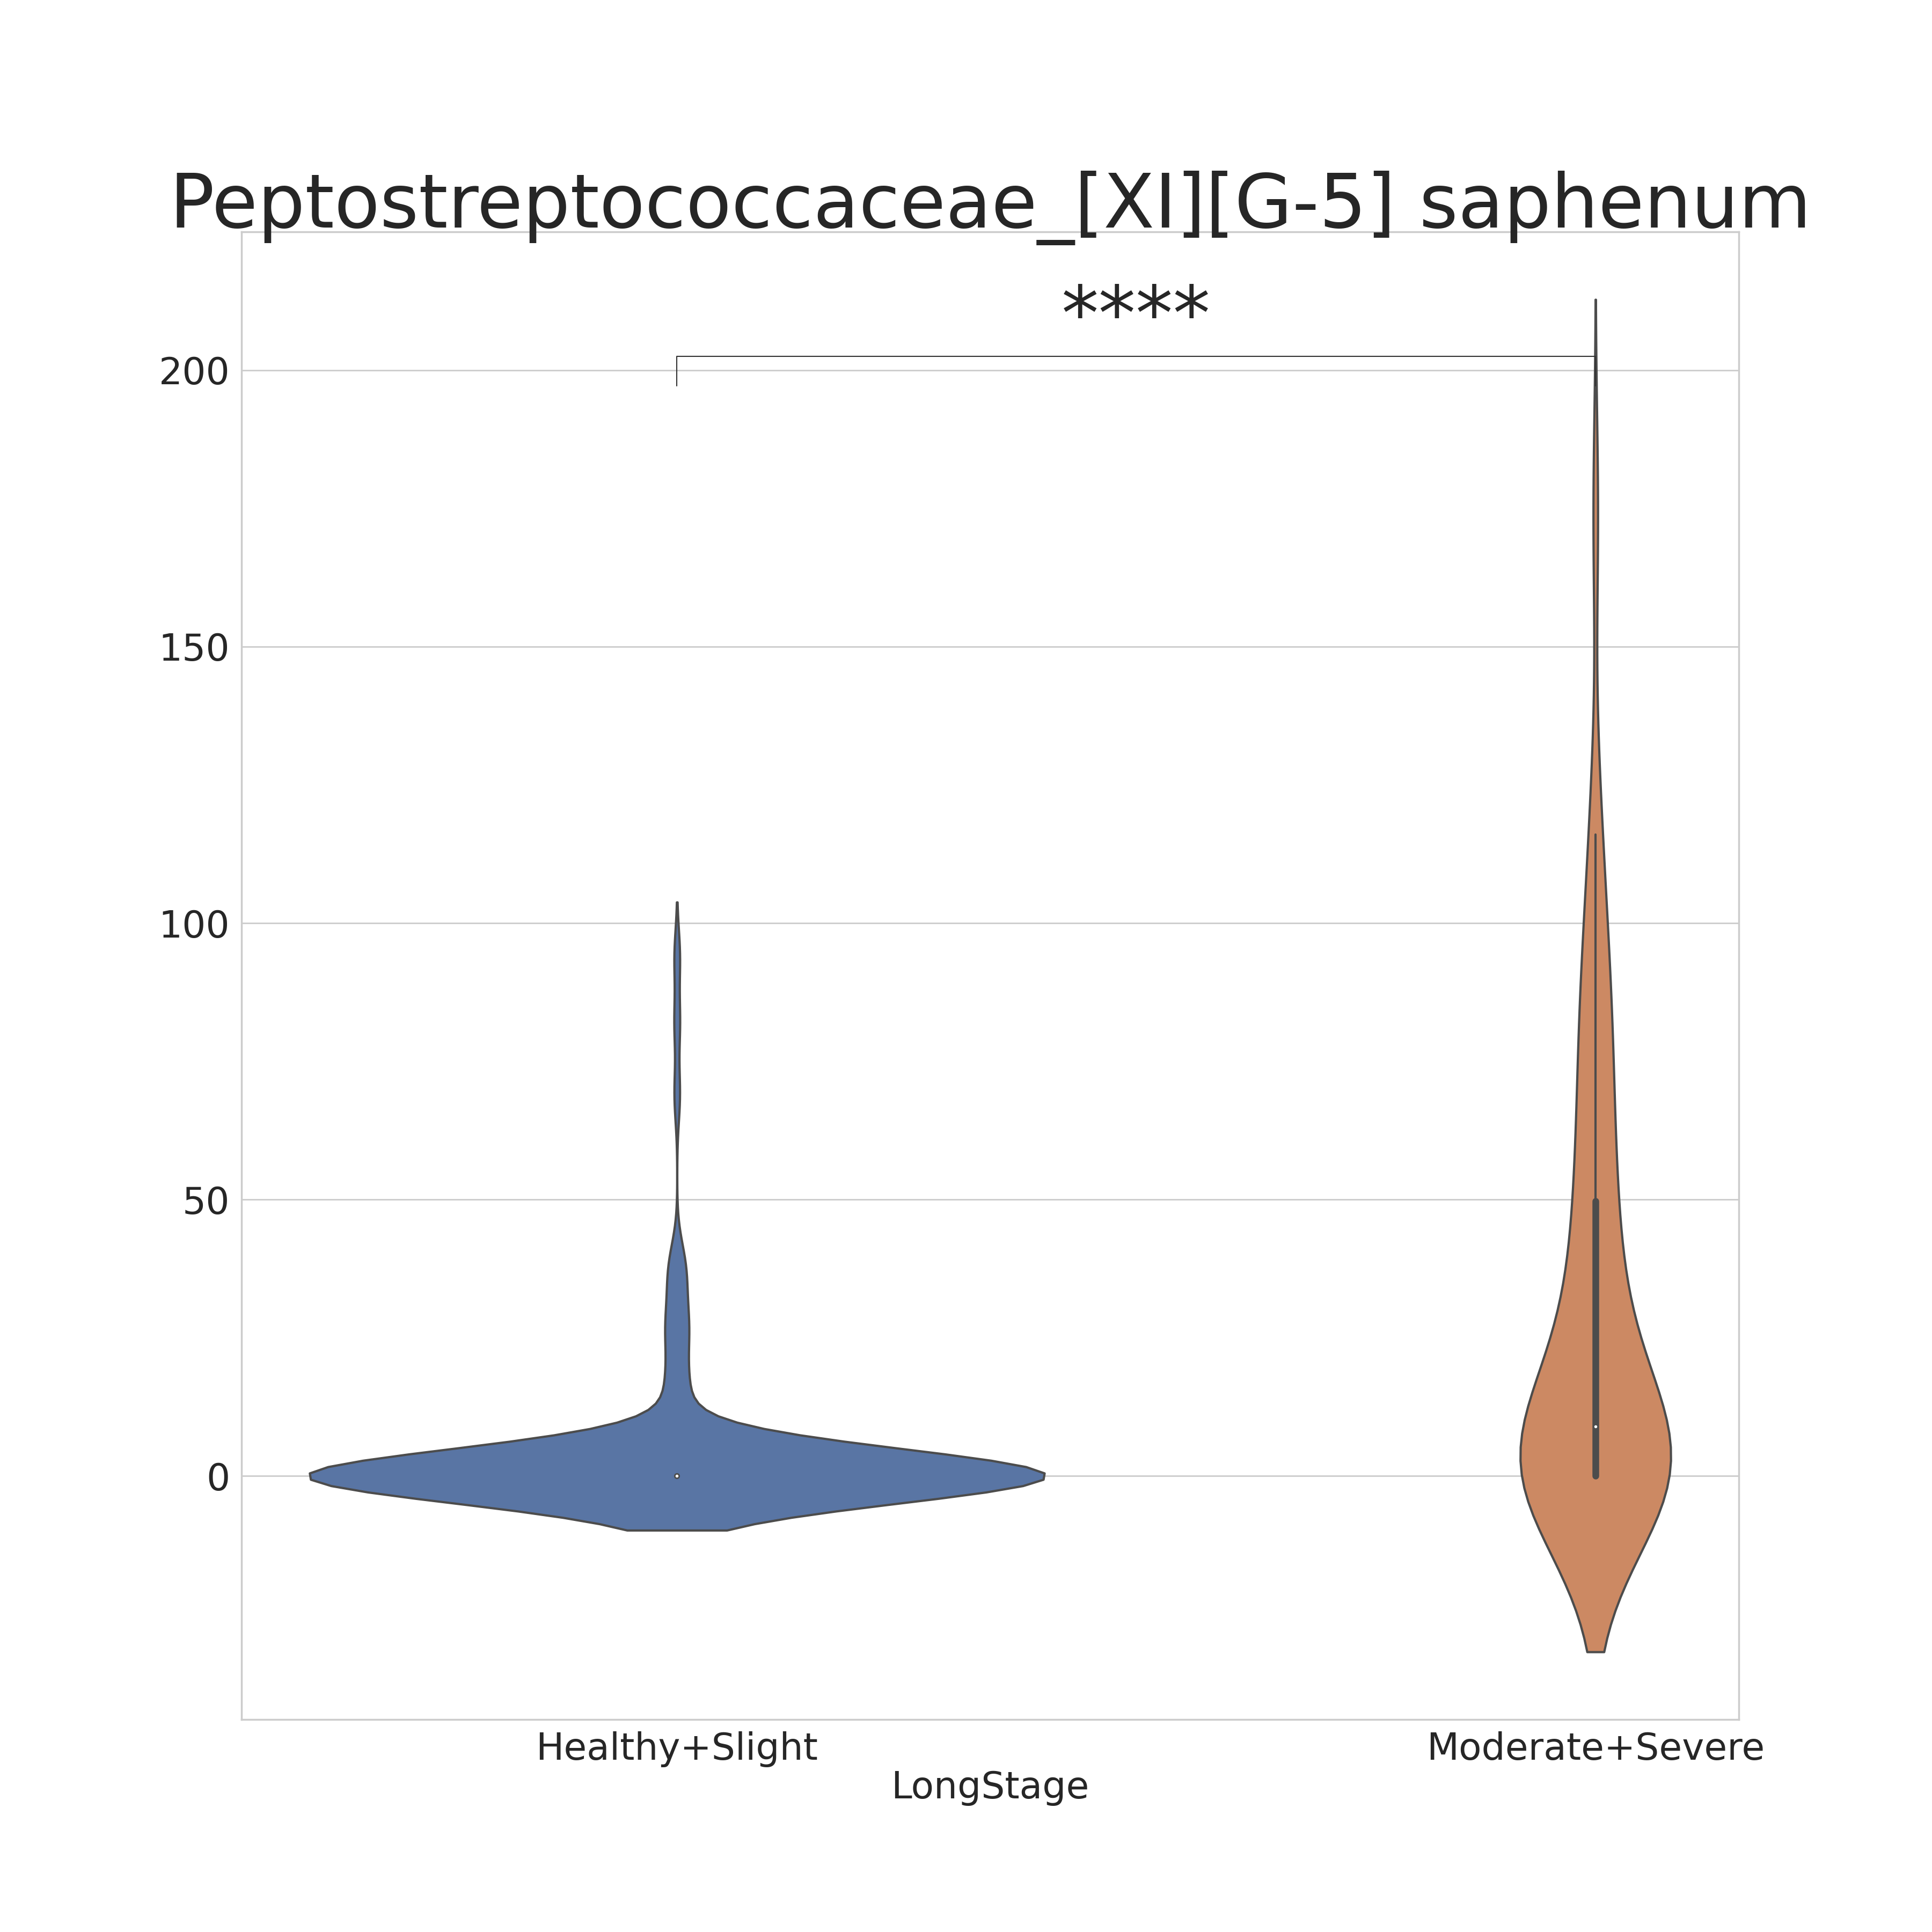 Peptostreptococcaceae_[XI][G-5] saphenum
****
200
150
100
50
0
Healthy+Slight Moderate+Severe
LongStage